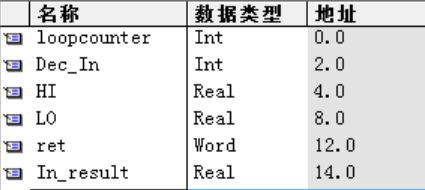 名称 数据类型 地址
loopcounter Int 0.0
Dec_In Int 2.0
HI Real 4.0
LO Real 8.0
ret Word 12.0
In_result Real 14.0